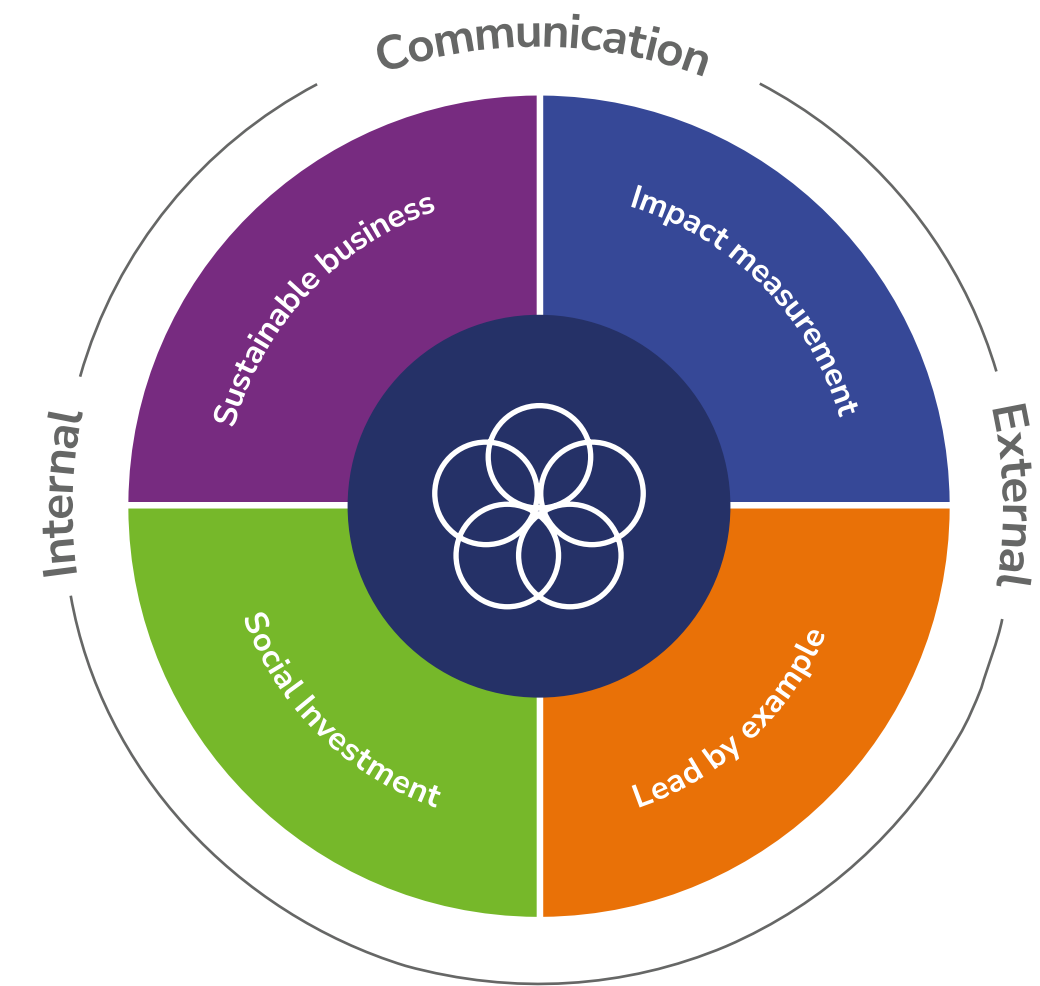 Communication
Sustainable business
Impact measurement
Internal
External
Social Investment
Lead by example